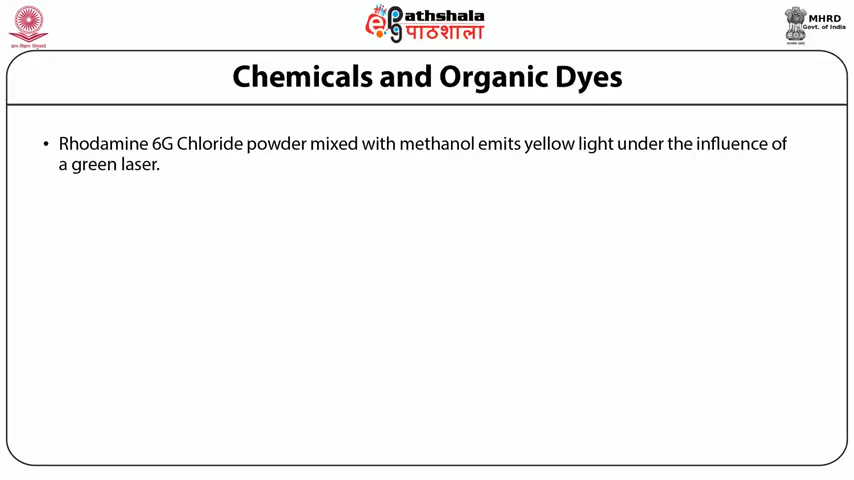 ePathshala
पाठशाला
MHRD
Govt. of India
Chemicals and Organic Dyes
• Rhodamine 6G Chloride powder mixed with methanol emits yellow light under the influence of
a green laser.